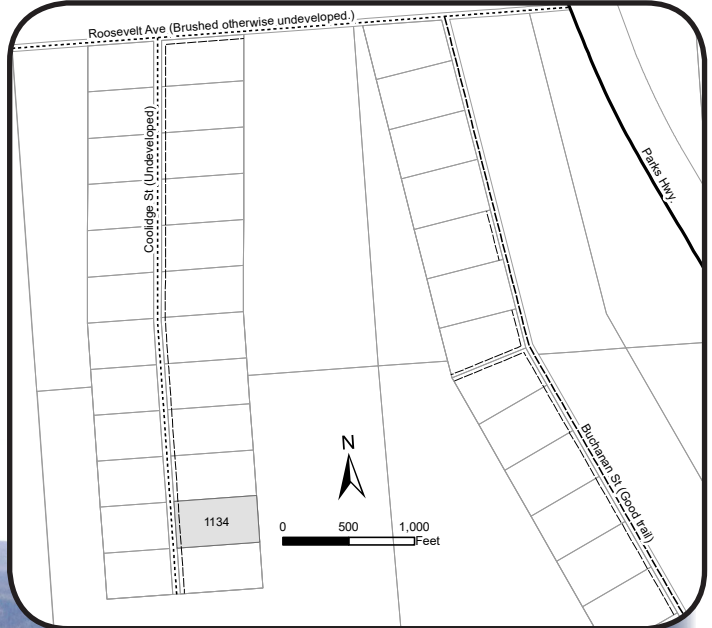 Roosevelt Ave (Brushed otherwise undeveloped.)
Coolidge St (Undeveloped)
Parks Hwy.
Buchanan St (Good trail)
N
0 500 1,000
Feet
1134